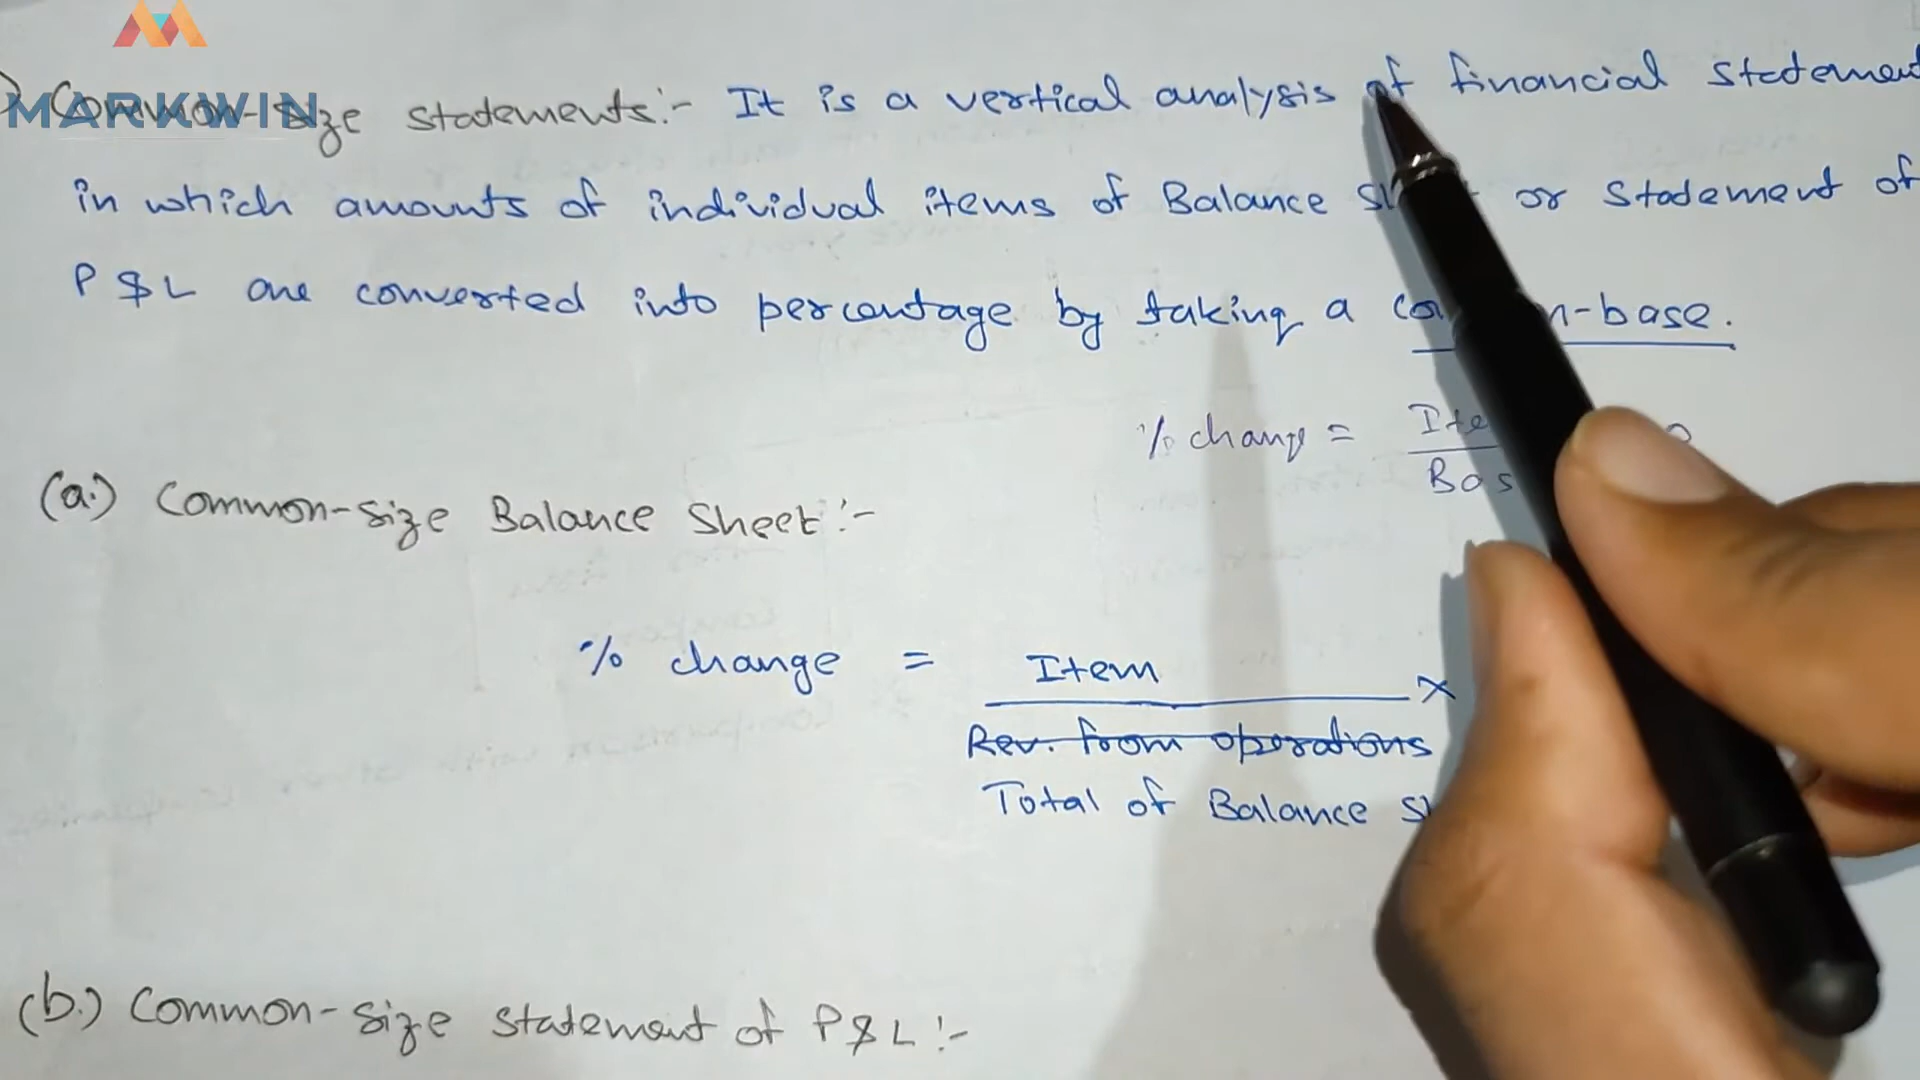 MARKWIN
Common-size statements:- It is a vertical analysis of financial statement
in which amounts of individual items of Balance or Statement of
P & L are converted into percentage by taking a -base.
% change =
(a.) Common-size Balance Sheet :-
% change = Item ×
Rev. from operations
Total of Balance
(b.) Common-size statement of P & L :-